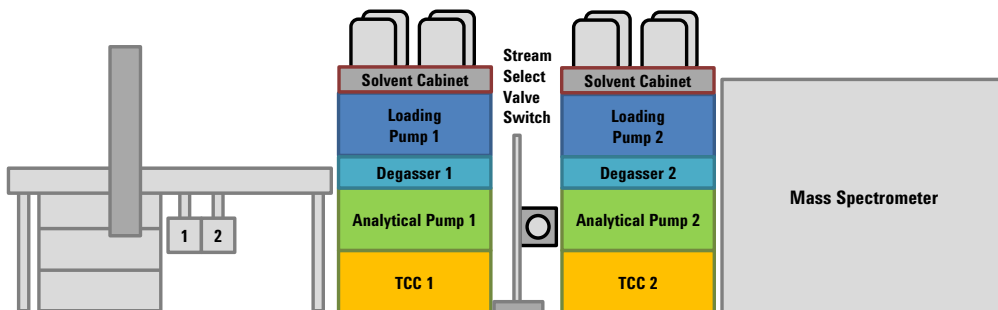 1
2
Solvent Cabinet
Loading
Pump 1
Degasser 1
Analytical Pump 1
TCC 1
Stream
Select
Valve
Switch
Solvent Cabinet
Loading
Pump 2
Degasser 2
Analytical Pump 2
TCC 2
Mass Spectrometer